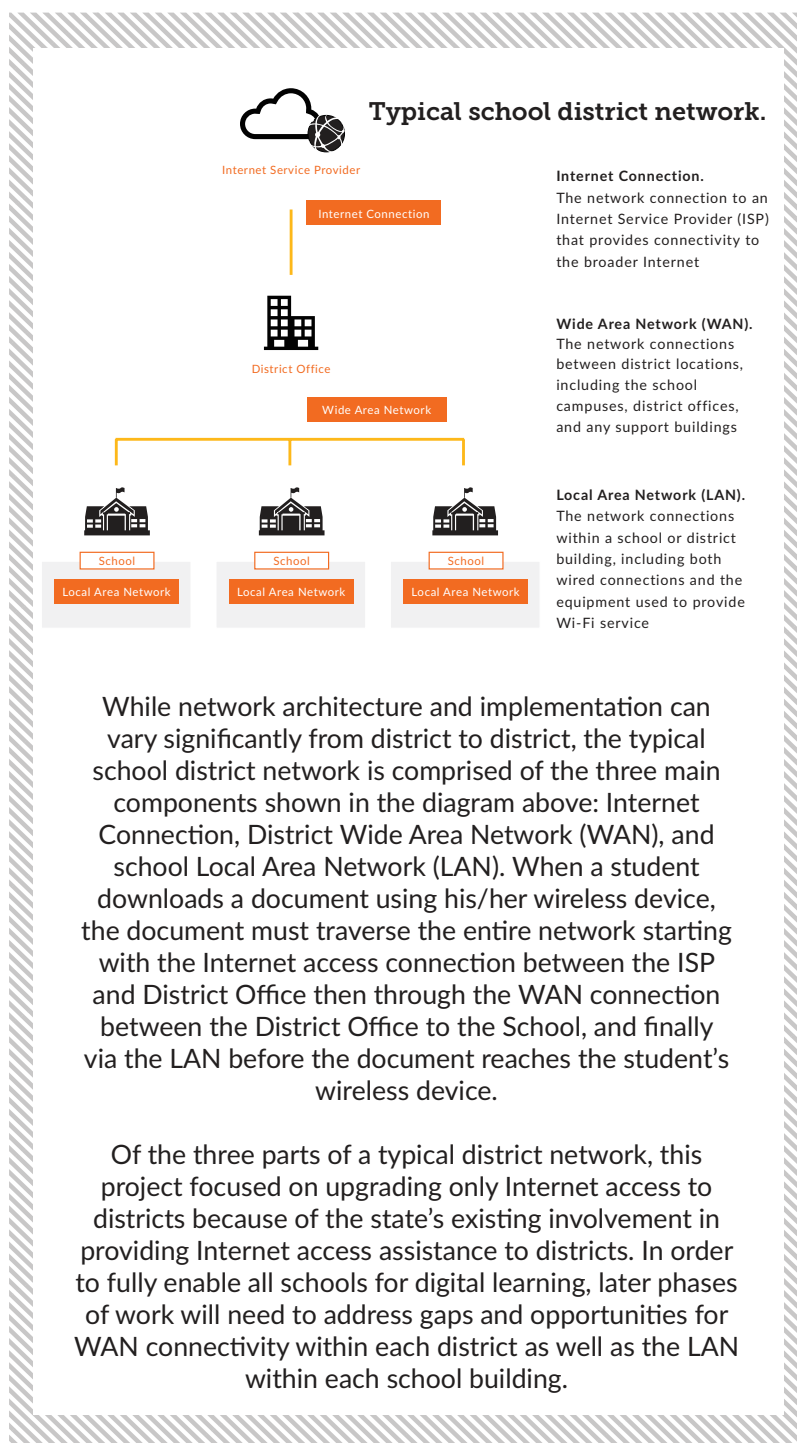 Typical school district network.
Internet Service Provider
Internet Connection
District Office
Wide Area Network
School
School
School
Local Area Network
Local Area Network
Local Area Network
Internet Connection.
The network connection to an
Internet Service Provider (ISP)
that provides connectivity to
the broader Internet
Wide Area Network (WAN).
The network connections
between district locations,
including the school
campuses, district offices,
and any support buildings
Local Area Network (LAN).
The network connections
within a school or district
building, including both
wired connections and the
equipment used to provide
Wi-Fi service
While network architecture and implementation can
vary significantly from district to district, the typical
school district network is comprised of the three main
components shown in the diagram above: Internet
Connection, District Wide Area Network (WAN), and
school Local Area Network (LAN). When a student
downloads a document using his/her wireless device,
the document must traverse the entire network starting
with the Internet access connection between the ISP
and District Office then through the WAN connection
between the District Office to the School, and finally
via the LAN before the document reaches the student’s
wireless device.
Of the three parts of a typical district network, this
project focused on upgrading only Internet access to
districts because of the state’s existing involvement in
providing Internet access assistance to districts. In order
to fully enable all schools for digital learning, later phases
of work will need to address gaps and opportunities for
WAN connectivity within each district as well as the LAN
within each school building.